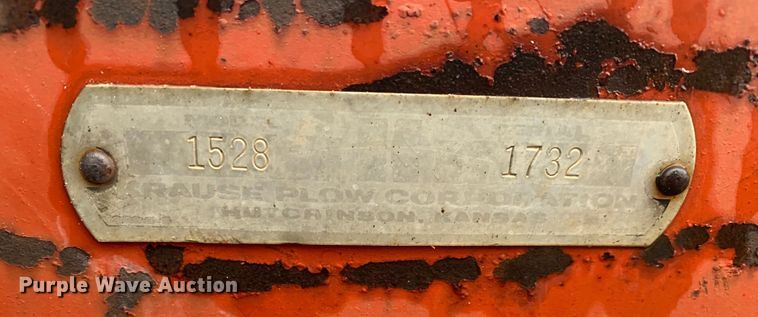 1528 1732
KRAUSE PLOW CORPORATION
HUTCHINSON, KANSAS
Purple Wave Auction